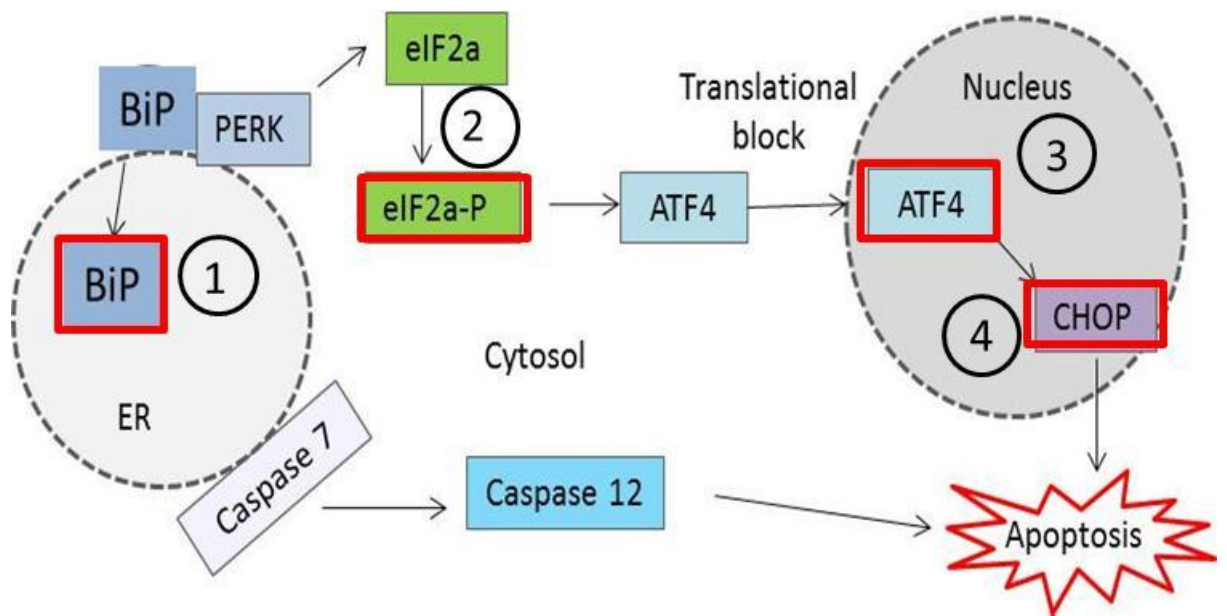 eIF2a
BiP
PERK
2
Translational
block
Nucleus
3
eIF2a-P
ATF4
ATF4
BiP
1
CHOP
4
Cytosol
ER
Caspase 7
Caspase 12
Apoptosis